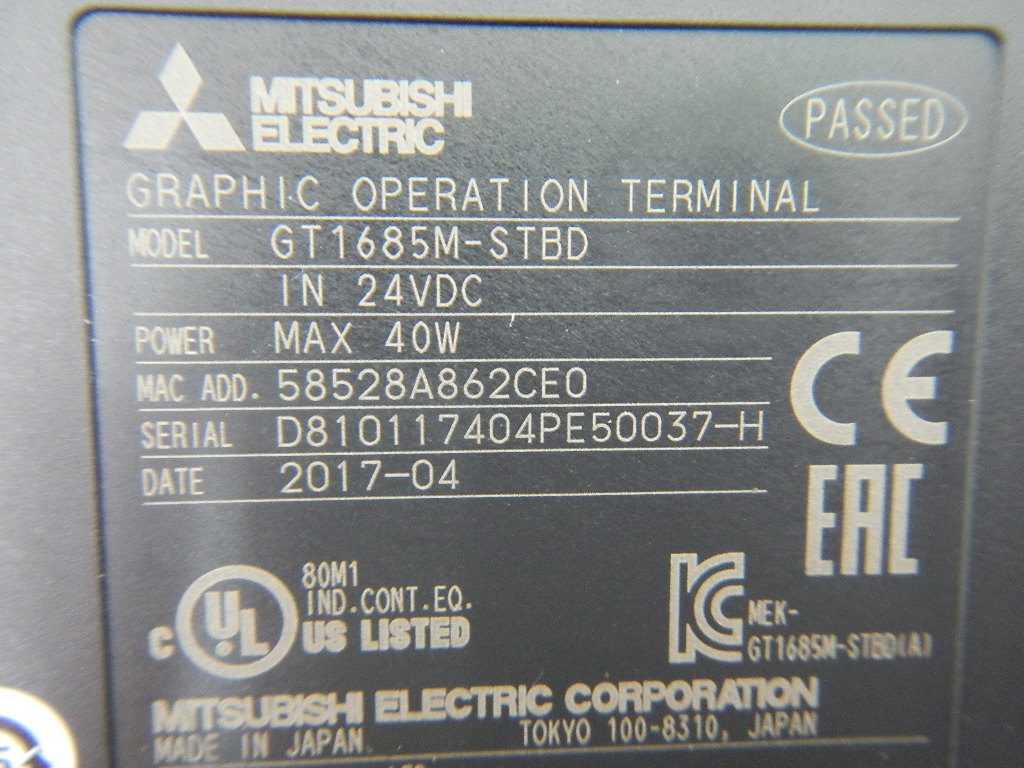 MITSUBISHI
ELECTRIC
PASSED
GRAPHIC OPERATION TERMINAL
MODEL GT1685M-STBD
IN 24VDC
POWER MAX 40W
MAC ADD. 58528A862CE0
SERIAL D810117404PE50037-H
DATE 2017-04
CE
EAC
C UL
80M1
IND.CONT.EQ.
US LISTED
KC
MEK-
GT1685M-STBD(A)
MITSUBISHI ELECTRIC CORPORATION
MADE IN JAPAN TOKYO 100-8310, JAPAN